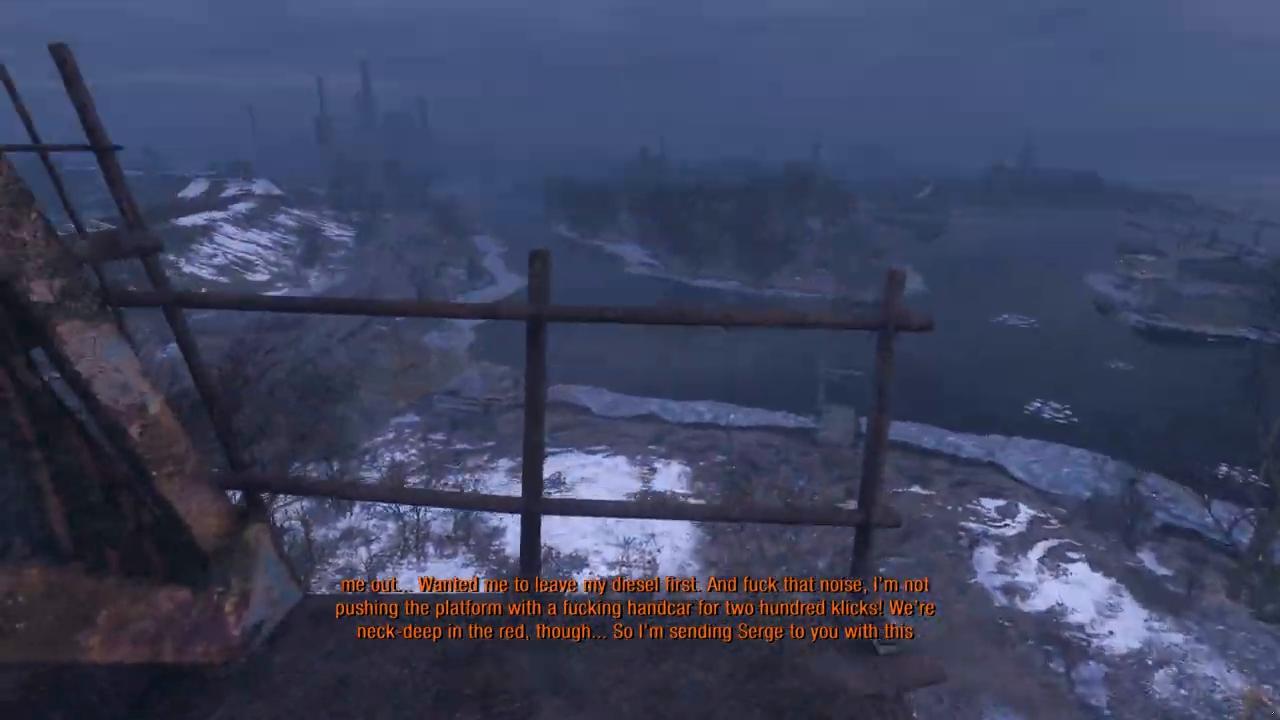 me out... Wanted me to leave my diesel first. And fuck that noise, I'm not
pushing the platform with a fucking handcar for two hundred klicks! We're
neck-deep in the red, though... So I'm sending Serge to you with this